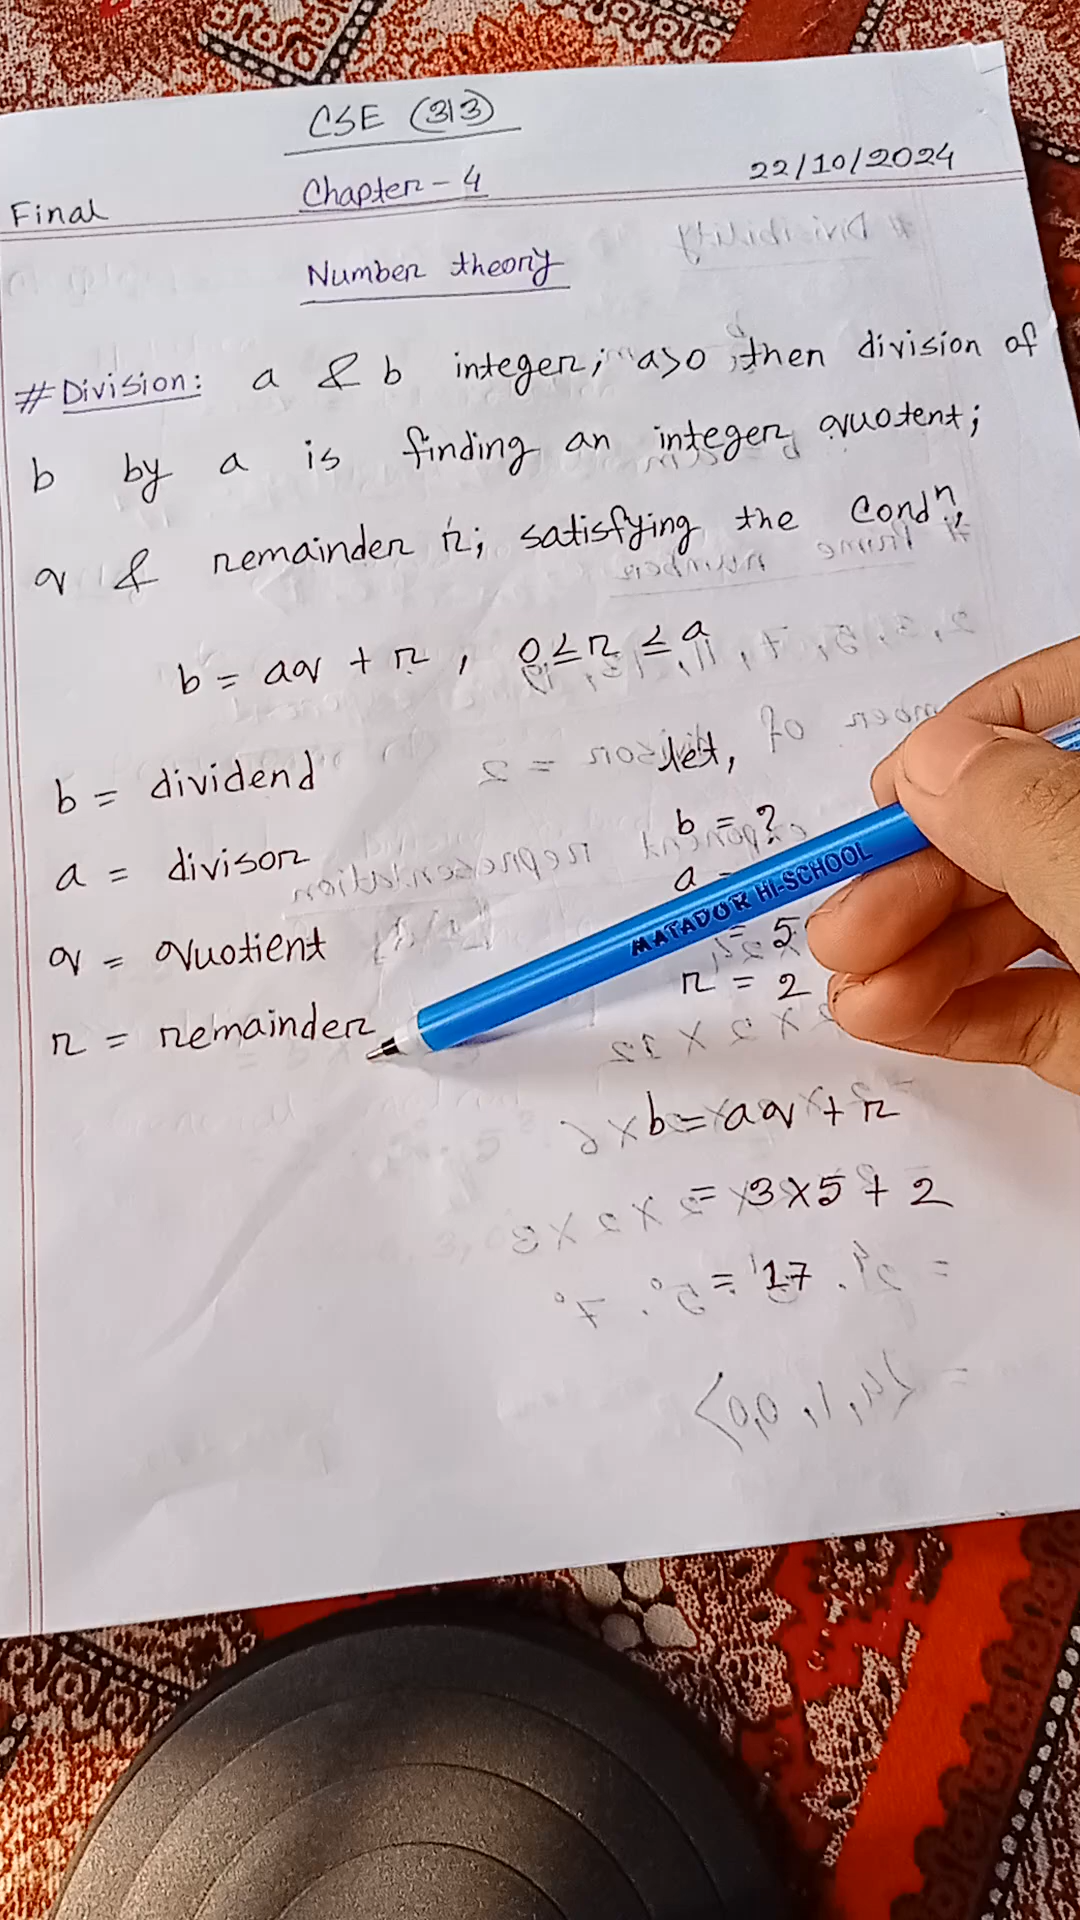 CSE (313)
Final
Chapter - 4
22/10/2024
Number theory
# Division: a & b integer; a>0, then division of
b by a is finding an integer quotent;
q & remainder r; satisfying the Condn,
b = aq + r, 0 ≤ r ≤ a
b = dividend
a = divisor
q = Quotient
r = remainder
let,
b = ?
a =
= 5
r = 2
b = aq + r
= 3 x 5 + 2
= 17
MATADOR HI-SCHOOL